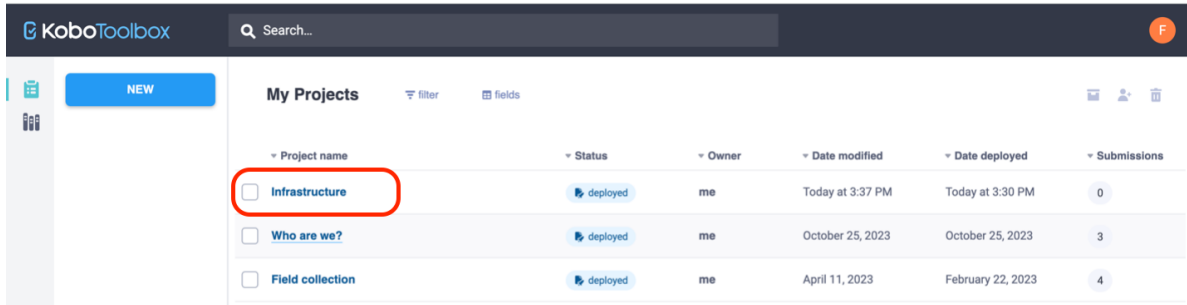 KoboToolbox Search... F
NEW My Projects filter fields
Project name Status Owner Date modified Date deployed Submissions
Infrastructure deployed me Today at 3:37 PM Today at 3:30 PM 0
Who are we? deployed me October 25, 2023 October 25, 2023 3
Field collection deployed me April 11, 2023 February 22, 2023 4